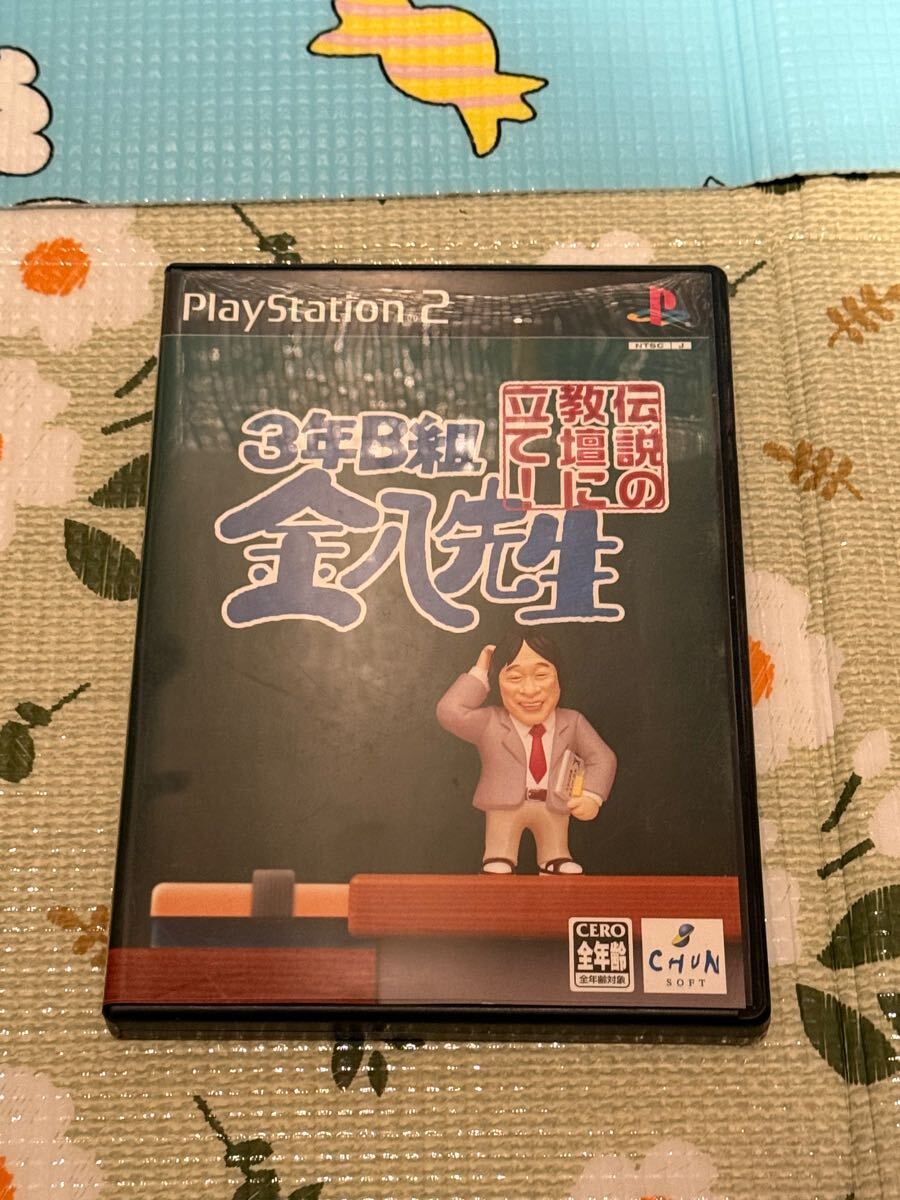 PlayStation 2
NTSC J
3年B組
金八先生
伝説の
教壇に
立て!
CERO
全年齢
全年齢対象
CHUN
SOFT